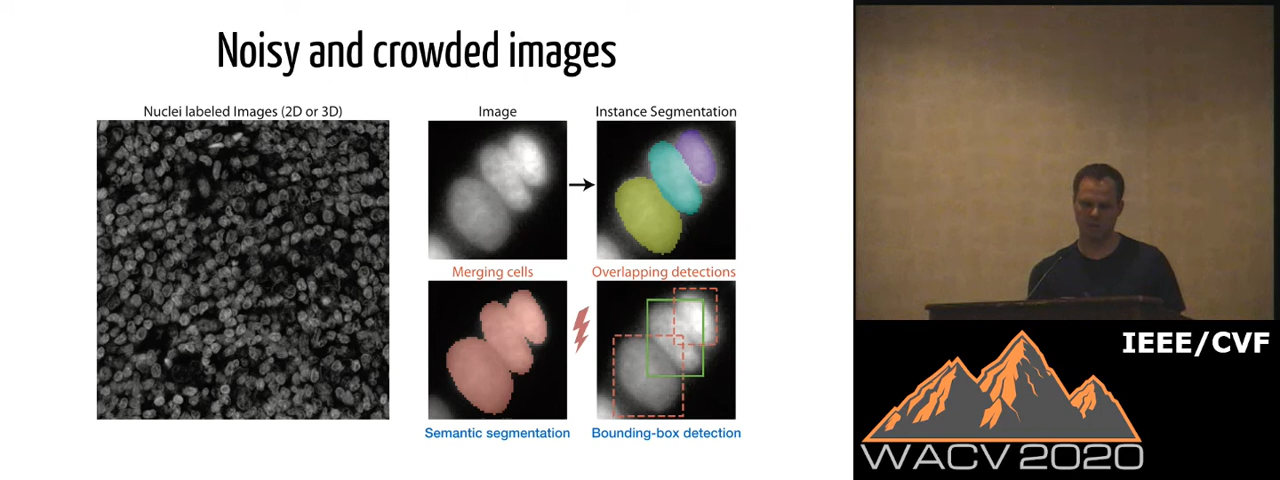 Noisy and crowded images
Nuclei labeled Images (2D or 3D)
Image
Instance Segmentation
Merging cells
Overlapping detections
Semantic segmentation
Bounding-box detection
IEEE/CVF
WACV 2020